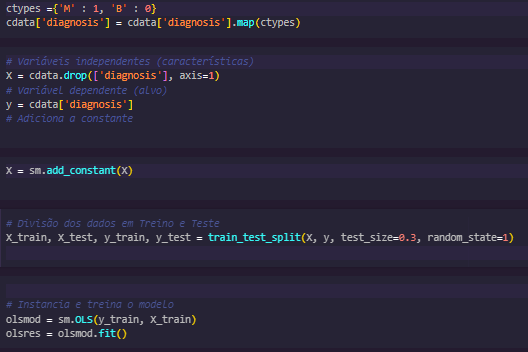 ctypes ={'M' : 1, 'B' : 0}
cdata['diagnosis'] = cdata['diagnosis'].map(ctypes)
# Variáveis independentes (características)
X = cdata.drop(['diagnosis'], axis=1)
# Variável dependente (alvo)
y = cdata['diagnosis']
# Adiciona a constante
X = sm.add_constant(X)
# Divisão dos dados em Treino e Teste
X_train, X_test, y_train, y_test = train_test_split(X, y, test_size=0.3, random_state=1)
# Instancia e treina o modelo
olsmod = sm.OLS(y_train, X_train)
olsres = olsmod.fit()